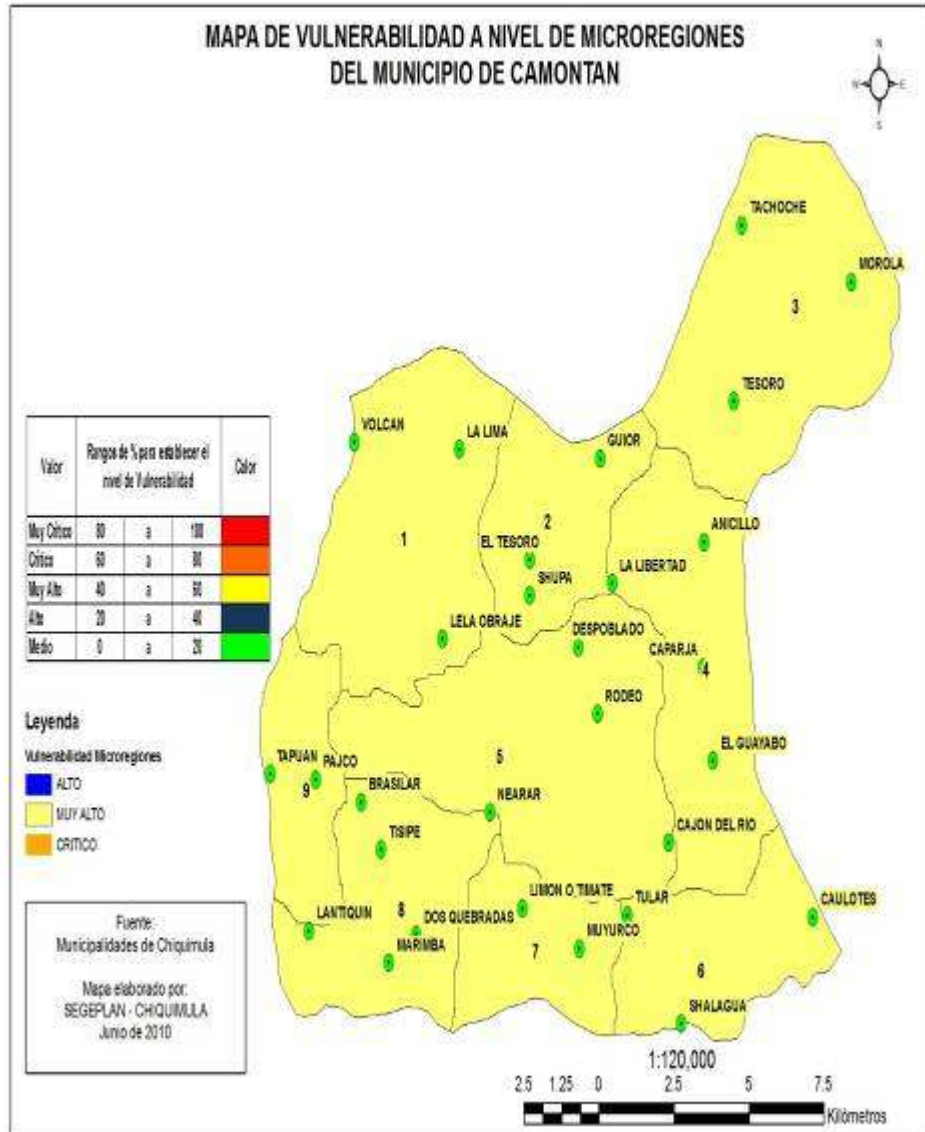 MAPA DE VULNERABILIDAD A NIVEL DE MICROREGIONES
DEL MUNICIPIO DE CAMONTAN
N
W E
S
TACHOCHE
MOROLA
3
TESORO
VOLCAN
LA LIMA
GUIOR
2
1
EL TESORO
SHUPA
ANICILLO
LA LIBERTAD
LELA OBRAJE
DESPOBLADO
CAPARJA
4
RODEO
EL GUAYABO
5
TAPUAN
PAJCO
9
BRASILAR
NEARAR
TISIPE
CAJON DEL RIO
LIMON O TIMATE
TULAR
CAULOTES
LANTIQUIN
8
DOS QUEBRADAS
MUYURCO
MARIMBA
7
6
SHALAGUA
Valor Rangos de % para establecer el Color
nivel de Vulnerabilidad
Muy Critico 80 a 100
Critico 60 a 80
Muy Alto 40 a 60
Alto 20 a 40
Medio 0 a 20
Leyenda
Vulnerabilidad Microregiones
ALTO
MUY ALTO
CRITICO
Fuente:
Municipalidades de Chiquimula
Mapa elaborado por:
SEGEPLAN - CHIQUIMULA
Junio de 2010
1:120,000
2.5 1.25 0 2.5 5 7.5
Kilómetros